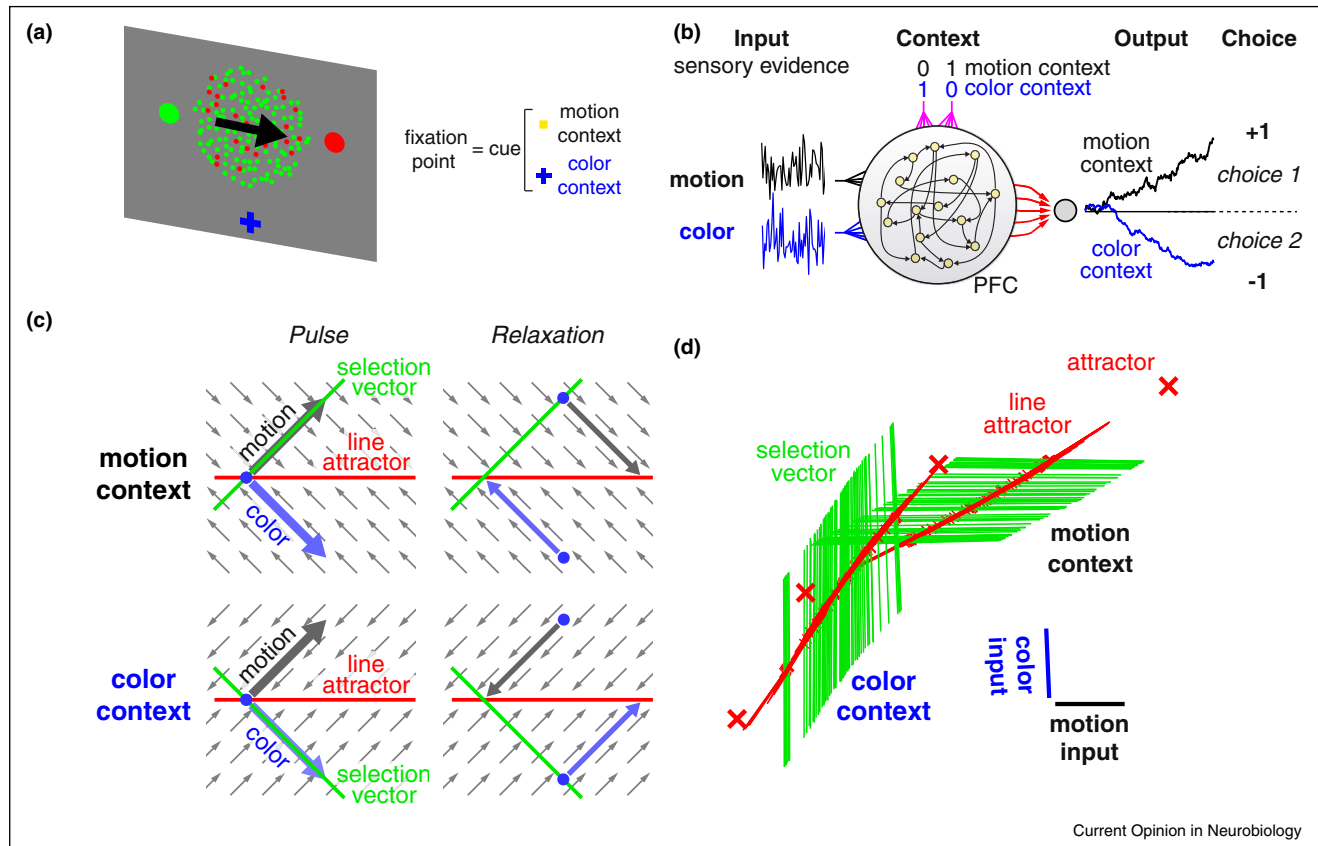 (a)
fixation
point
= cue
motion
context
color
context
(b)
Input
sensory evidence
Context
0 1 motion context
1 0 color context
Output
Choice
motion
color
PFC
motion
context
color
context
+1
choice 1
choice 2
-1
(c)
Pulse
Relaxation
motion
context
selection
vector
motion
line
attractor
color
color
context
motion
line
attractor
color
selection
vector
(d)
attractor
line
attractor
selection
vector
motion
context
color
context
color
input
motion
input
Current Opinion in Neurobiology